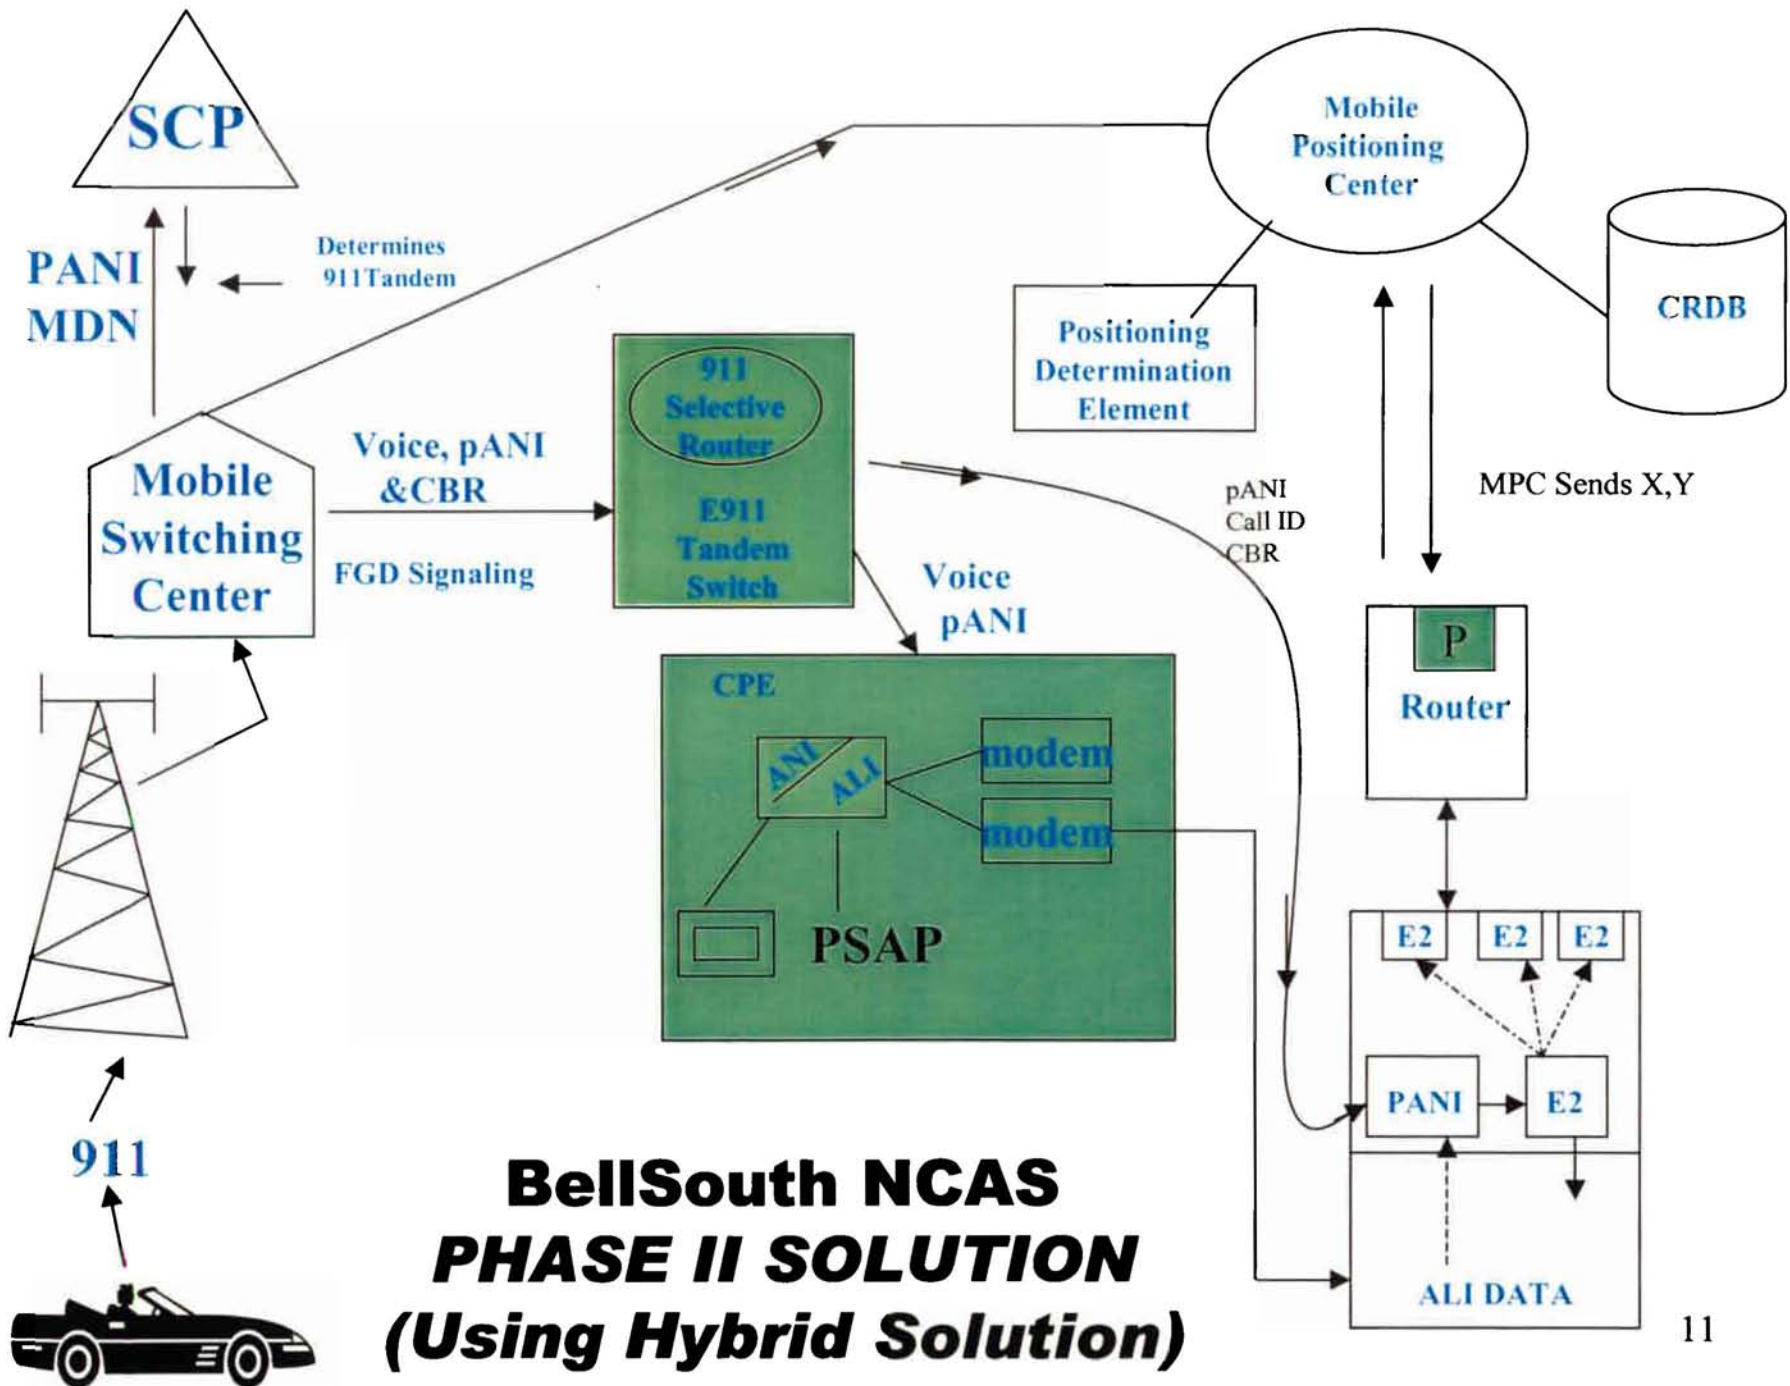 SCP
PANI
MDN
Determines
911Tandem
Mobile
Positioning
Center
CRDB
Positioning
Determination
Element
911
Selective
Router
E911
Tandem
Switch
Voice, pANI
&CBR
FGD Signaling
Mobile
Switching
Center
pANI
Call ID
CBR
MPC Sends X,Y
Voice
pANI
P
Router
CPE
ANI
ALI
modem
modem
PSAP
E2
E2
E2
PANI
E2
ALI DATA
911
BellSouth NCAS
PHASE II SOLUTION
(Using Hybrid Solution)
11